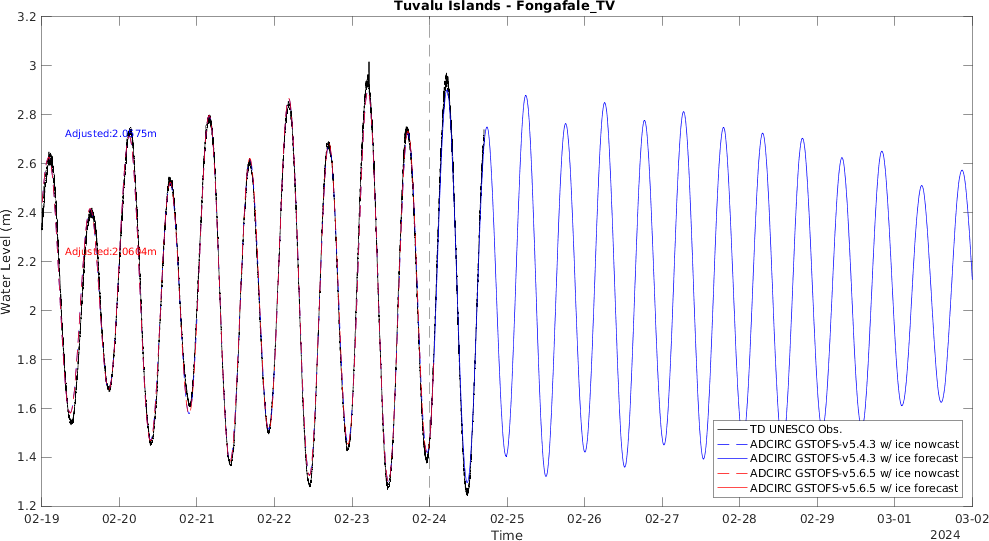 Tuvalu Islands - Fongafale_TV
Water Level (m)
3.2
3
2.8
2.6
2.4
2.2
2
1.8
1.6
1.4
1.2
Adjusted:2.0475m
Adjusted:2.0604m
TD UNESCO Obs.
ADCIRC GSTOFS-v5.4.3 w/ ice nowcast
ADCIRC GSTOFS-v5.4.3 w/ ice forecast
ADCIRC GSTOFS-v5.6.5 w/ ice nowcast
ADCIRC GSTOFS-v5.6.5 w/ ice forecast
02-19 02-20 02-21 02-22 02-23 02-24 02-25 02-26 02-27 02-28 02-29 03-01 03-02
Time
2024